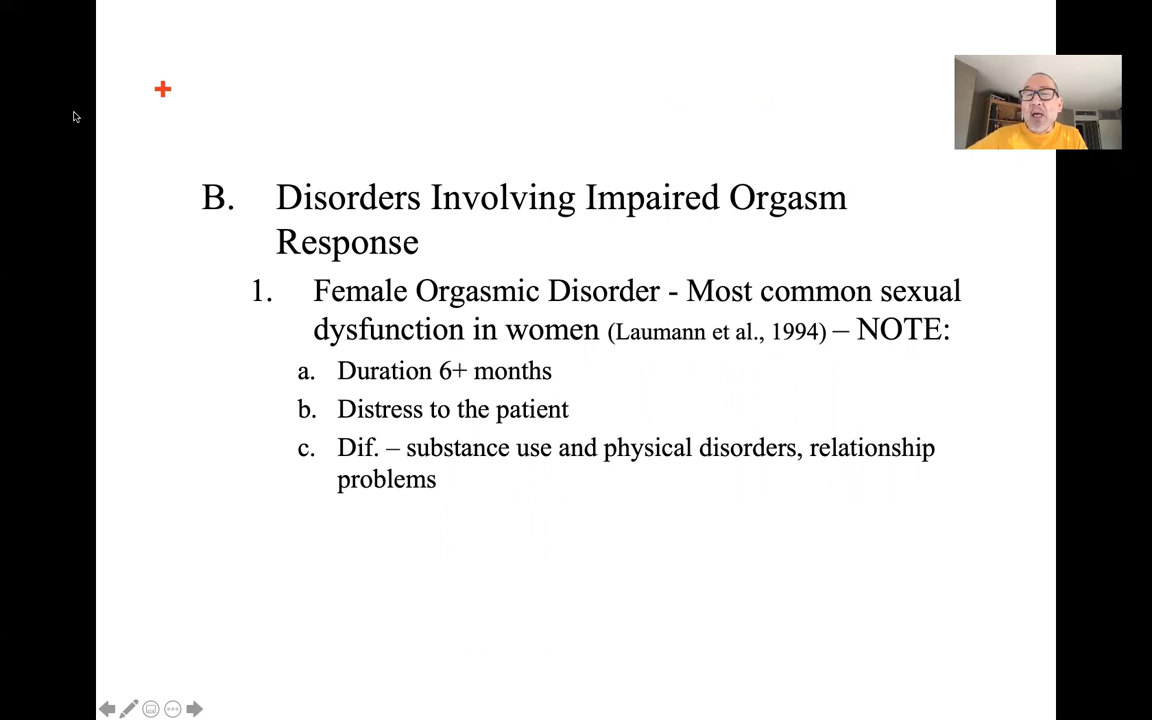 B. Disorders Involving Impaired Orgasm
Response
1. Female Orgasmic Disorder - Most common sexual
dysfunction in women (Laumann et al., 1994) – NOTE:
a. Duration 6+ months
b. Distress to the patient
c. Dif. – substance use and physical disorders, relationship
problems